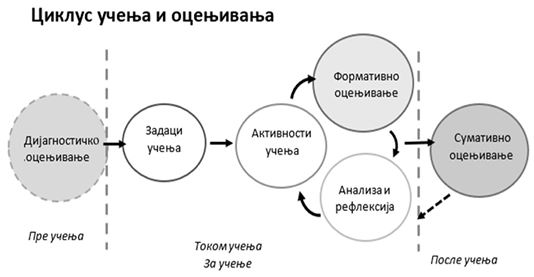 Циклус учења и оцењивања
Дијагностичко
.оцењивање
Задаци
учења
Активности
учења
Формативно
оцењивање
Анализа и
рефлексија
Сумативно
оцењивање
Пре учења
Током учења
За учење
После учења